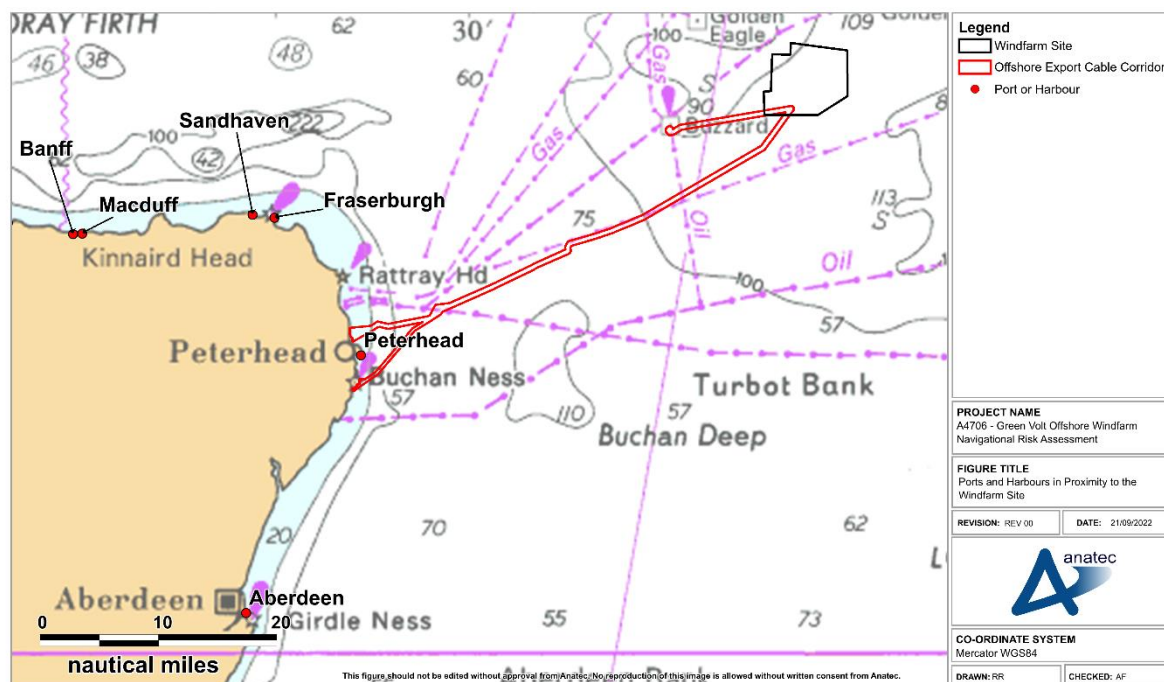 ORAY FIRTH
62
30'
Golden
Eagle
109
Golden
46
38
48
60
100
Gas
S
90
Buzzard
Sandhaven
222
Banff
100
42
Macduff
Fraserburgh
Kinnaird Head
Gas
Gas
75
113
S
Oil
Oil
100
57
Rattray Hd
Peterhead
Peterhead
Buchan Ness
57
110
57
Turbot Bank
Buchan Deep
20
70
62
Aberdeen
Aberdeen
Girdle Ness
55
73
0 10 20
nautical miles
This figure should not be edited without approval from Anatec. No reproduction of this image is allowed without written consent from Anatec.
Legend
Windfarm Site
Offshore Export Cable Corridor
Port or Harbour
PROJECT NAME
A4706 - Green Volt Offshore Windfarm
Navigational Risk Assessment
FIGURE TITLE
Ports and Harbours in Proximity to the
Windfarm Site
REVISION: REV 00
DATE: 21/09/2022
anatec
CO-ORDINATE SYSTEM
Mercator WGS84
DRAWN: RR
CHECKED: AF